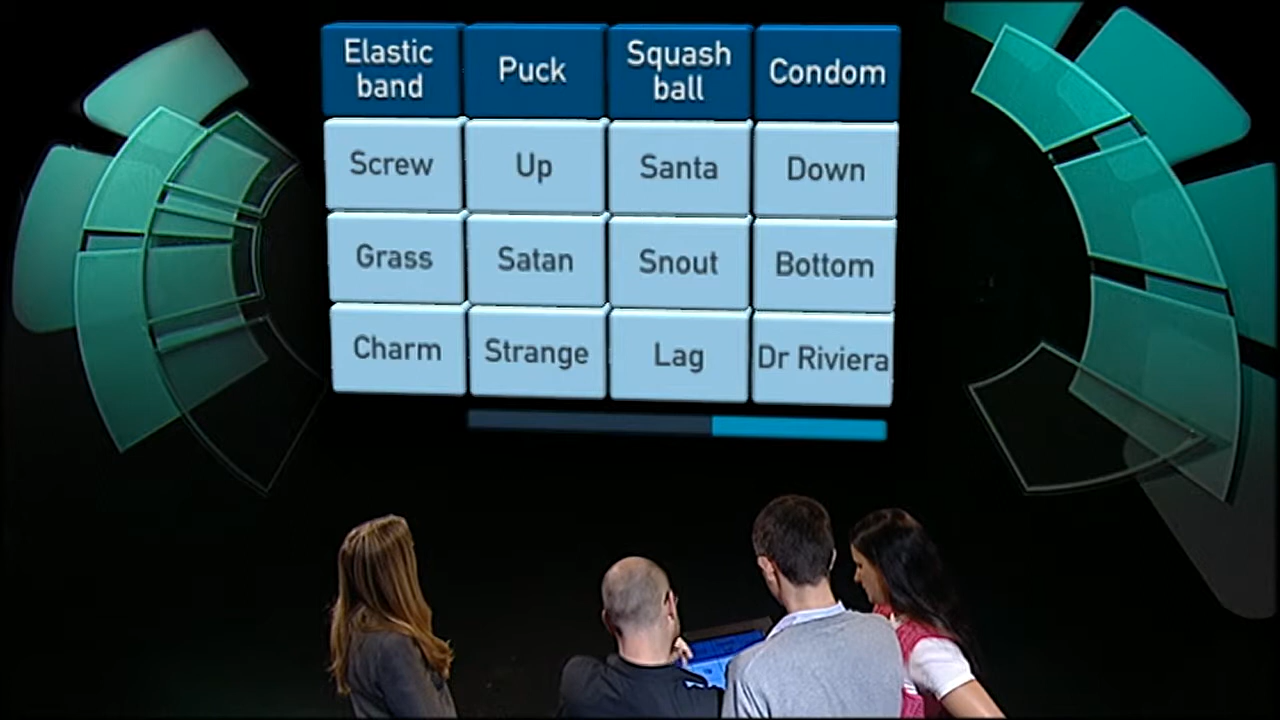 Elastic
band
Puck
Squash
ball
Condom
Screw
Up
Santa
Down
Grass
Satan
Snout
Bottom
Charm
Strange
Lag
Dr Riviera